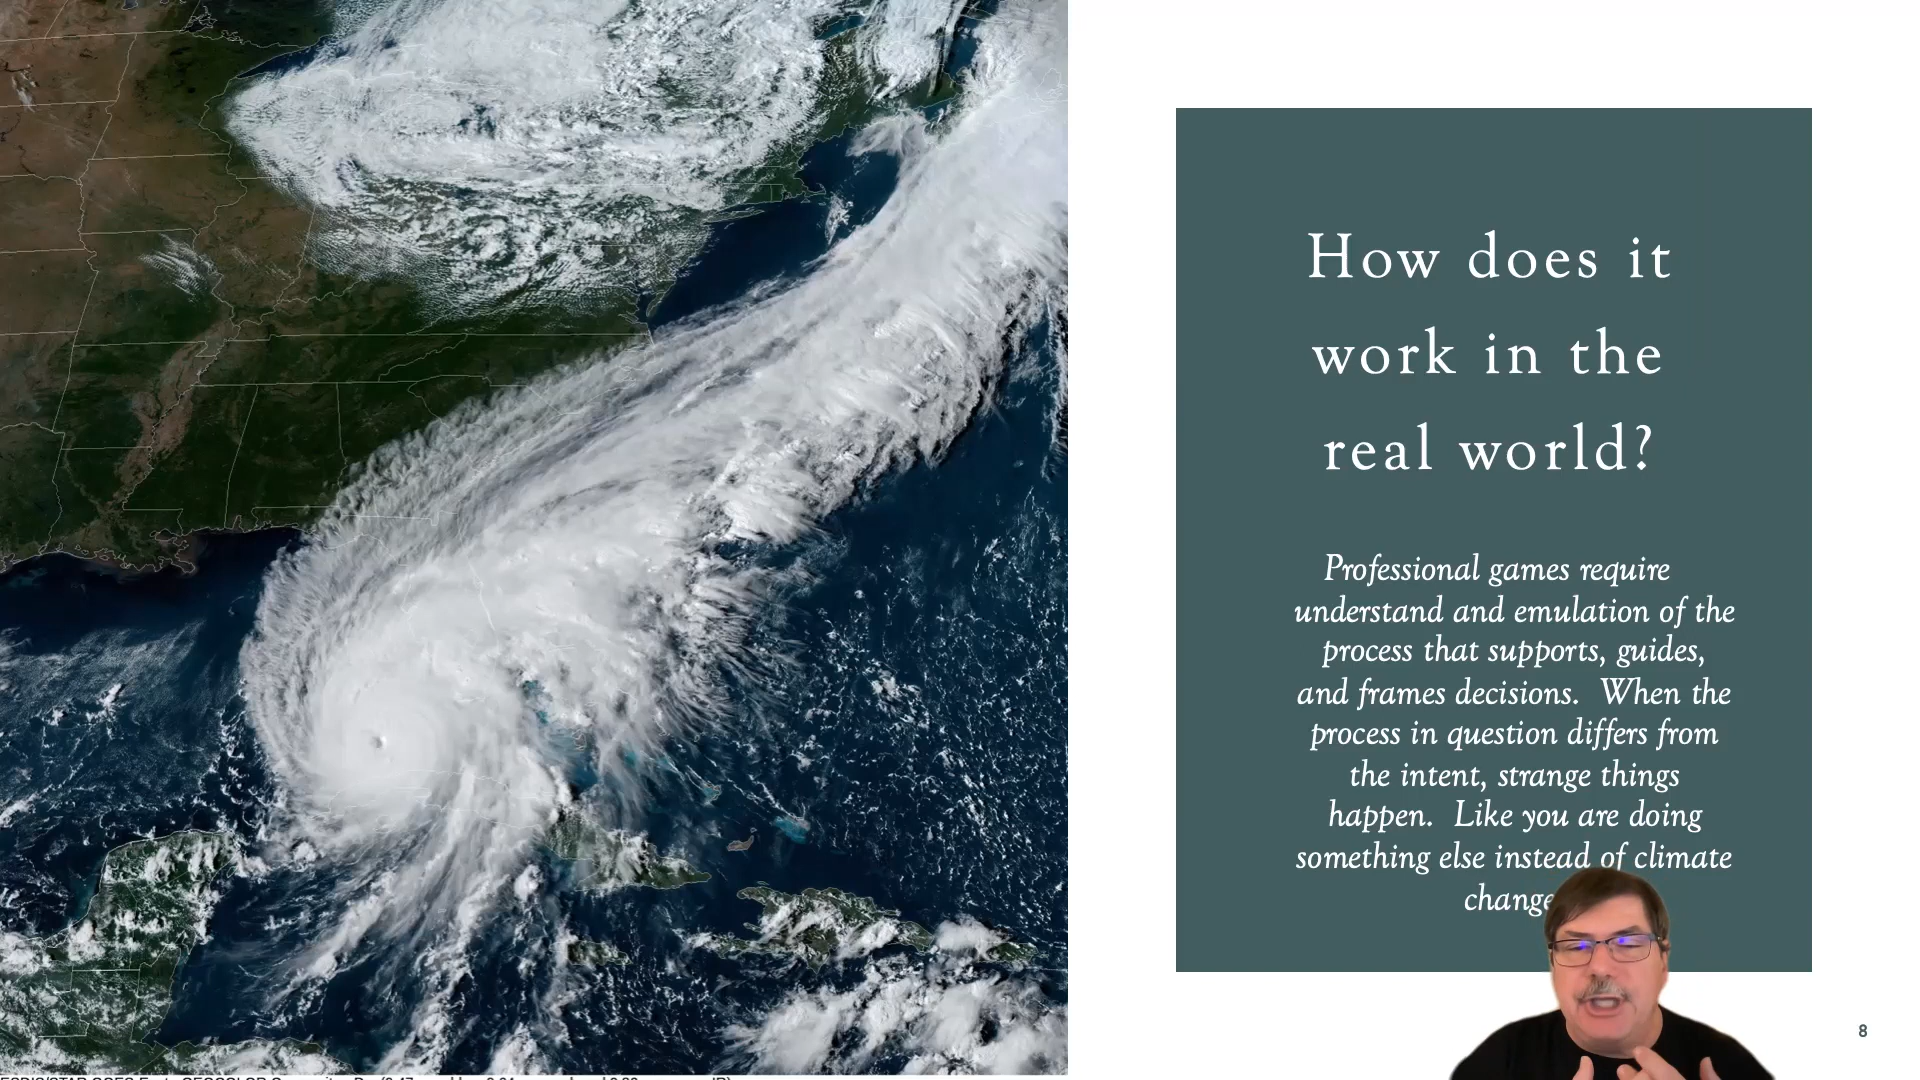 How does it
work in the
real world?
Professional games require
understand and emulation of the
process that supports, guides,
and frames decisions.  When the
process in question differs from
the intent, strange things
happen.  Like you are doing
something else instead of climate
change
8